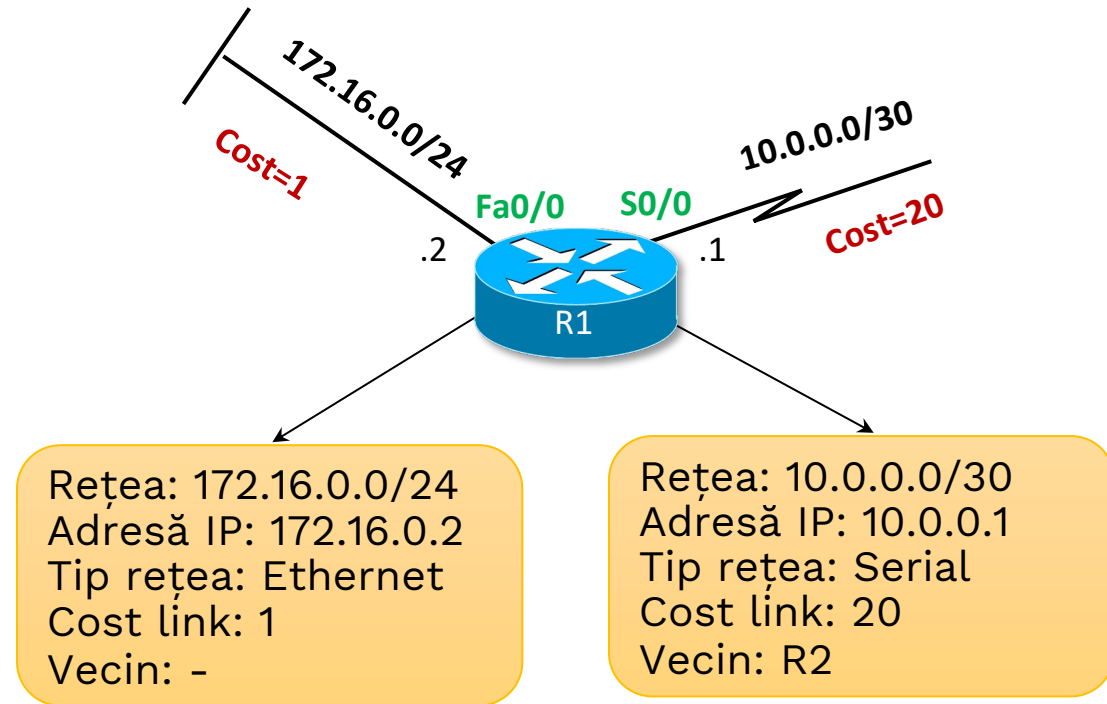 172.16.0.0/24
Cost=1
10.0.0.0/30
Cost=20
Fa0/0
S0/0
.2
.1
R1
Rețea: 172.16.0.0/24
Adresă IP: 172.16.0.2
Tip rețea: Ethernet
Cost link: 1
Vecin: -
Rețea: 10.0.0.0/30
Adresă IP: 10.0.0.1
Tip rețea: Serial
Cost link: 20
Vecin: R2